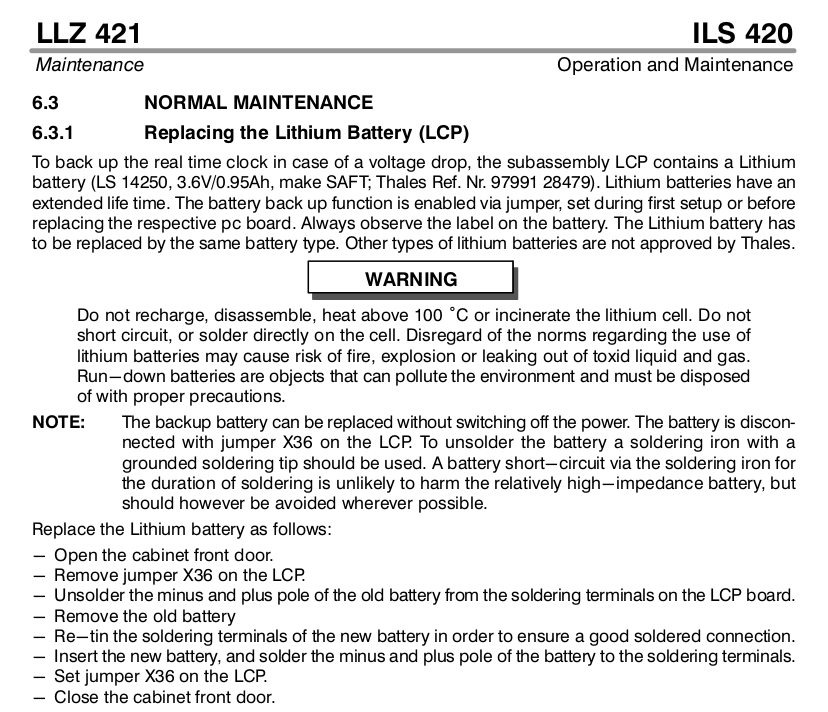 LLZ 421 ILS 420
Maintenance Operation and Maintenance
6.3 NORMAL MAINTENANCE
6.3.1 Replacing the Lithium Battery (LCP)
To back up the real time clock in case of a voltage drop, the subassembly LCP contains a Lithium
battery (LS 14250, 3.6V/0.95Ah, make SAFT; Thales Ref. Nr. 97991 28479). Lithium batteries have an
extended life time. The battery back up function is enabled via jumper, set during first setup or before
replacing the respective pc board. Always observe the label on the battery. The Lithium battery has
to be replaced by the same battery type. Other types of lithium batteries are not approved by Thales.
WARNING
Do not recharge, disassemble, heat above 100 ˚C or incinerate the lithium cell. Do not
short circuit, or solder directly on the cell. Disregard of the norms regarding the use of
lithium batteries may cause risk of fire, explosion or leaking out of toxid liquid and gas.
Run−down batteries are objects that can pollute the environment and must be disposed
of with proper precautions.
NOTE: The backup battery can be replaced without switching off the power. The battery is discon-
nected with jumper X36 on the LCP. To unsolder the battery a soldering iron with a
grounded soldering tip should be used. A battery short−circuit via the soldering iron for
the duration of soldering is unlikely to harm the relatively high−impedance battery, but
should however be avoided wherever possible.
Replace the Lithium battery as follows:
− Open the cabinet front door.
− Remove jumper X36 on the LCP.
− Unsolder the minus and plus pole of the old battery from the soldering terminals on the LCP board.
− Remove the old battery
− Re−tin the soldering terminals of the new battery in order to ensure a good soldered connection.
− Insert the new battery, and solder the minus and plus pole of the battery to the soldering terminals.
− Set jumper X36 on the LCP.
− Close the cabinet front door.